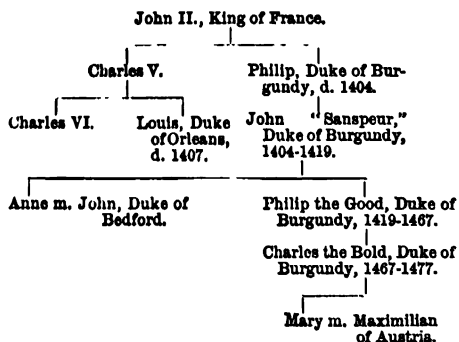 John II., King of France.
Charles V.
Philip, Duke of Bur-
gundy, d. 1404.
Charles VI.
Louis, Duke
of Orleans,
d. 1407.
John "Sanspeur,"
Duke of Burgundy,
1404-1419.
Anne m. John, Duke of
Bedford.
Philip the Good, Duke of
Burgundy, 1419-1467.
Charles the Bold, Duke of
Burgundy, 1467-1477.
Mary m. Maximilian
of Austria.